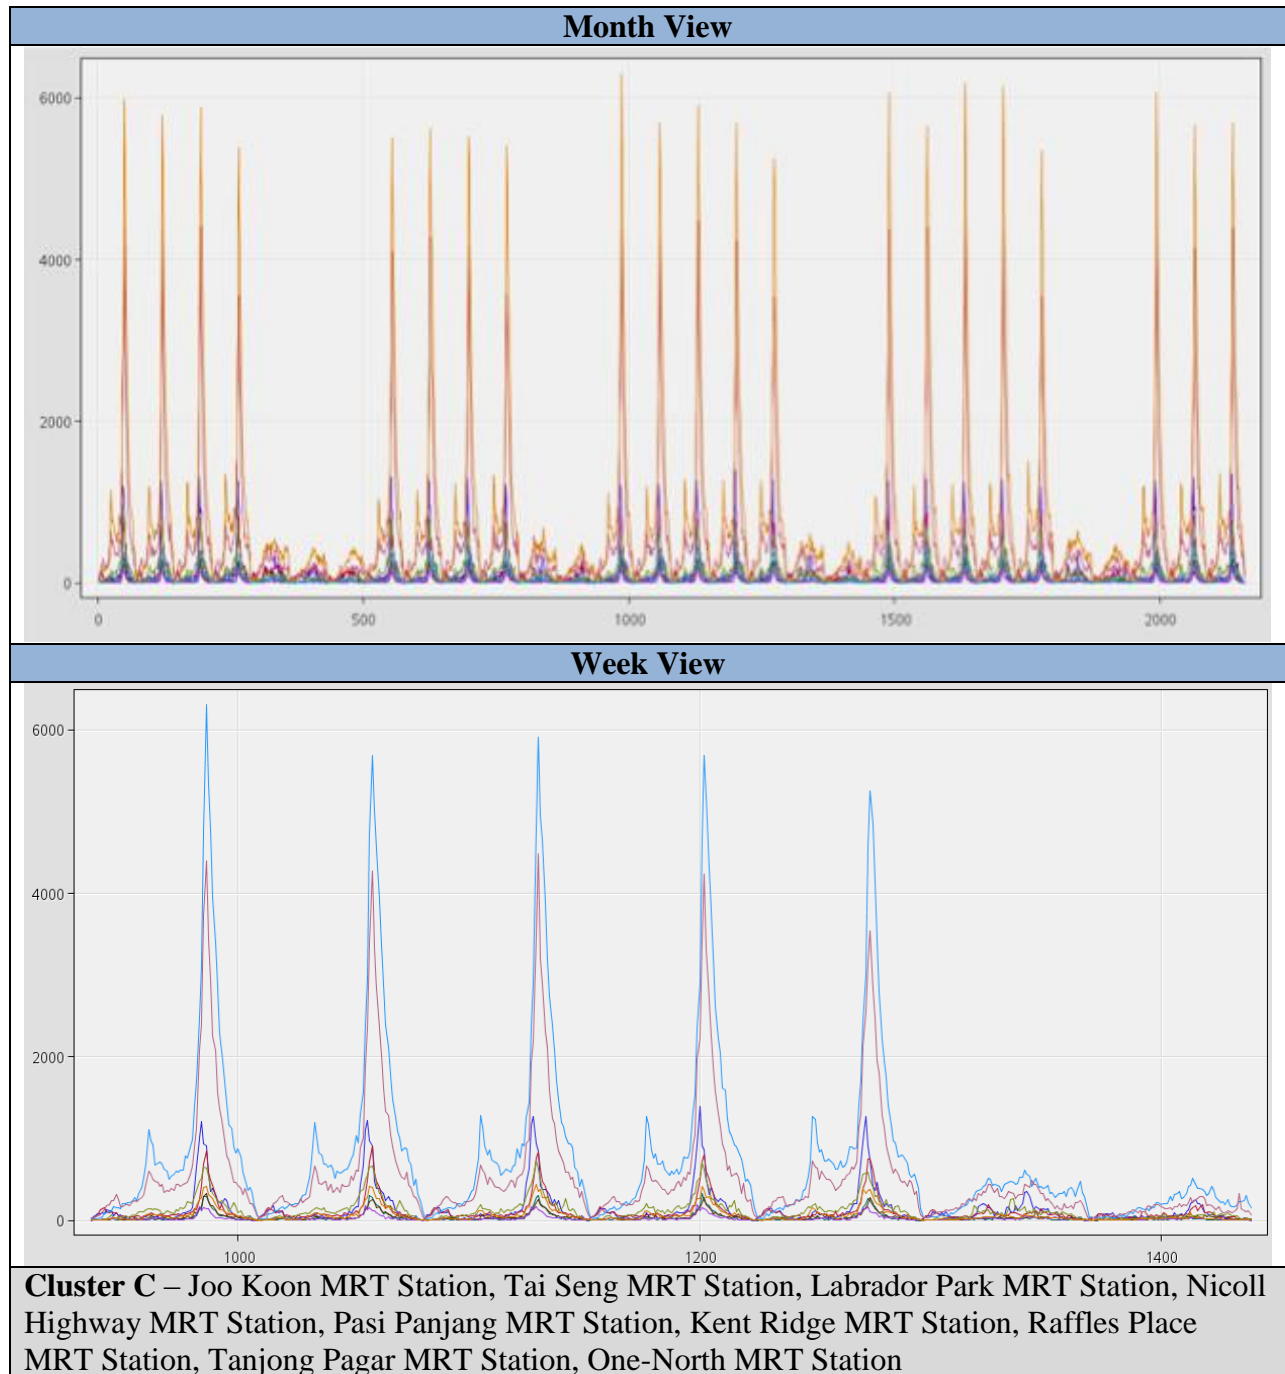 Month View
6000
4000
2000
0
0 500 1000 1500 2000
Week View
6000
4000
2000
0
1000 1200 1400
Cluster C – Joo Koon MRT Station, Tai Seng MRT Station, Labrador Park MRT Station, Nicoll
Highway MRT Station, Pasi Panjang MRT Station, Kent Ridge MRT Station, Raffles Place
MRT Station, Tanjong Pagar MRT Station, One-North MRT Station